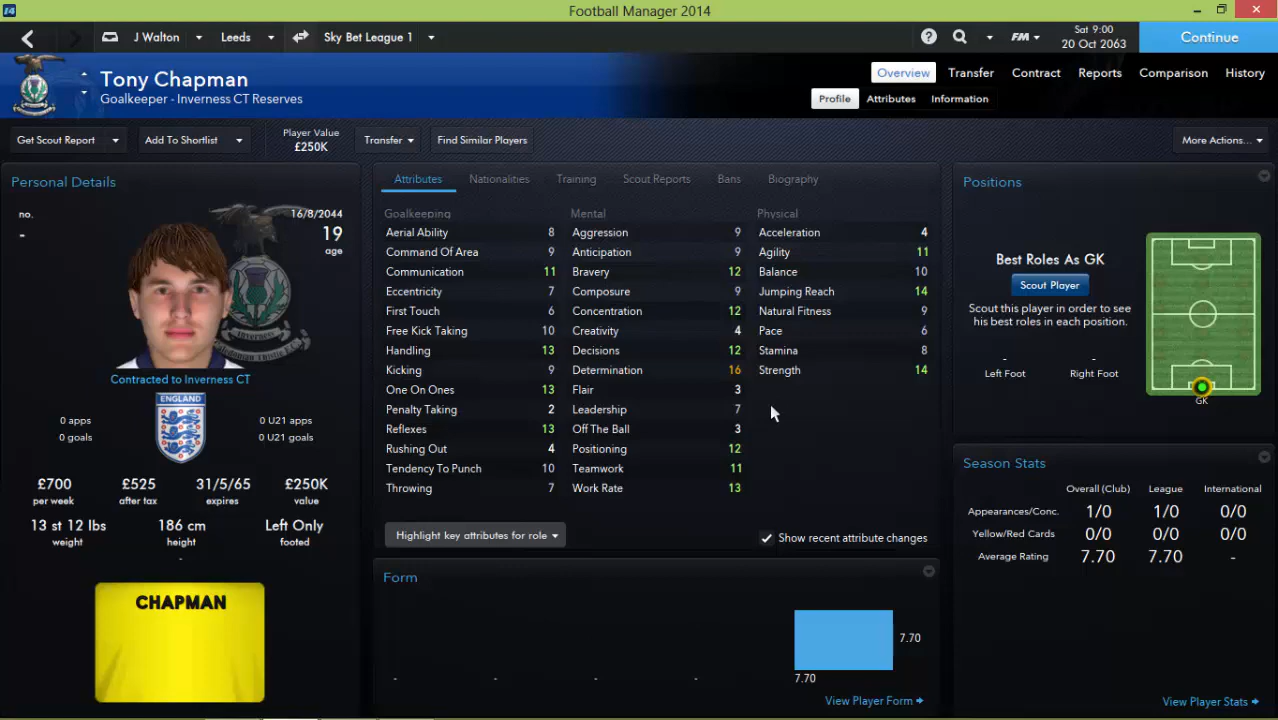 Football Manager 2014
J Walton Leeds Sky Bet League 1
FM
Sat 9:00
20 Oct 2063
Continue
Tony Chapman
Goalkeeper - Inverness CT Reserves
Overview Transfer Contract Reports Comparison History
Profile Attributes Information
Get Scout Report Add To Shortlist
Player Value
£250K
Transfer Find Similar Players More Actions...
Personal Details
no.
-
16/8/2044
19
age
Contracted to Inverness CT
ENGLAND
0 apps
0 goals
0 U21 apps
0 U21 goals
£700 £525 31/5/65 £250K
per week after tax expires value
13 st 12 lbs 186 cm Left Only
weight height footed
-
CHAPMAN
Attributes Nationalities Training Scout Reports Bans Biography
Goalkeeping Mental Physical
Aerial Ability 8 Aggression 9 Acceleration 4
Command Of Area 9 Anticipation 9 Agility 11
Communication 11 Bravery 12 Balance 10
Eccentricity 7 Composure 9 Jumping Reach 14
First Touch 6 Concentration 12 Natural Fitness 9
Free Kick Taking 10 Creativity 4 Pace 6
Handling 13 Decisions 12 Stamina 8
Kicking 9 Determination 16 Strength 14
One On Ones 13 Flair 3
Penalty Taking 2 Leadership 7
Reflexes 13 Off The Ball 3
Rushing Out 4 Positioning 12
Tendency To Punch 10 Teamwork 11
Throwing 7 Work Rate 13
Highlight key attributes for role Show recent attribute changes
Form
- - - - 7.70
7.70
View Player Form
Positions
Best Roles As GK
Scout Player
Scout this player in order to see
his best roles in each position.
- -
Left Foot Right Foot
GK
Season Stats
Overall (Club) League International
Appearances/Conc. 1/0 1/0 0/0
Yellow/Red Cards 0/0 0/0 0/0
Average Rating 7.70 7.70 -
View Player Stats